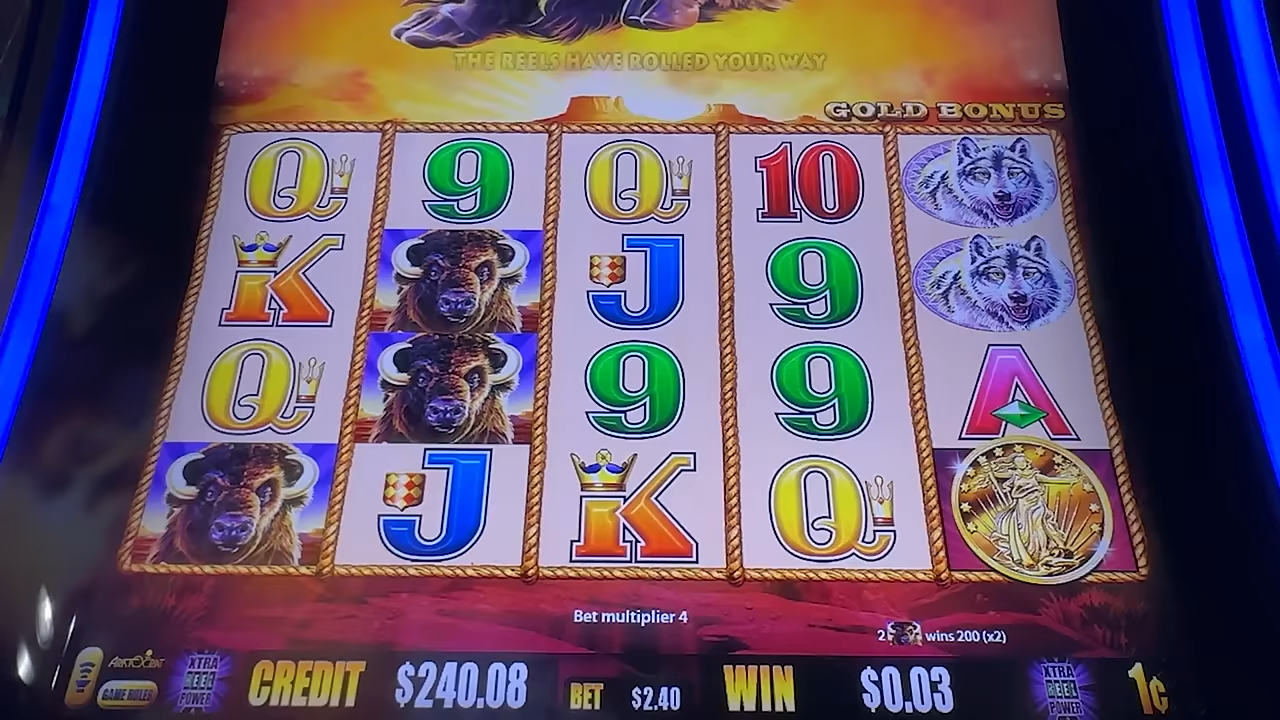 THE REELS HAVE ROLLED YOUR WAY
GOLD BONUS
Q 9 Q 10
K J 9
Q 9 9 A
J K Q
Bet multiplier 4
2 wins 200 (x2)
ARISTOCRAT
GAME RULES
XTRA REEL POWER
CREDIT $240.08
BET $2.40
WIN $0.03
XTRA REEL POWER
1¢